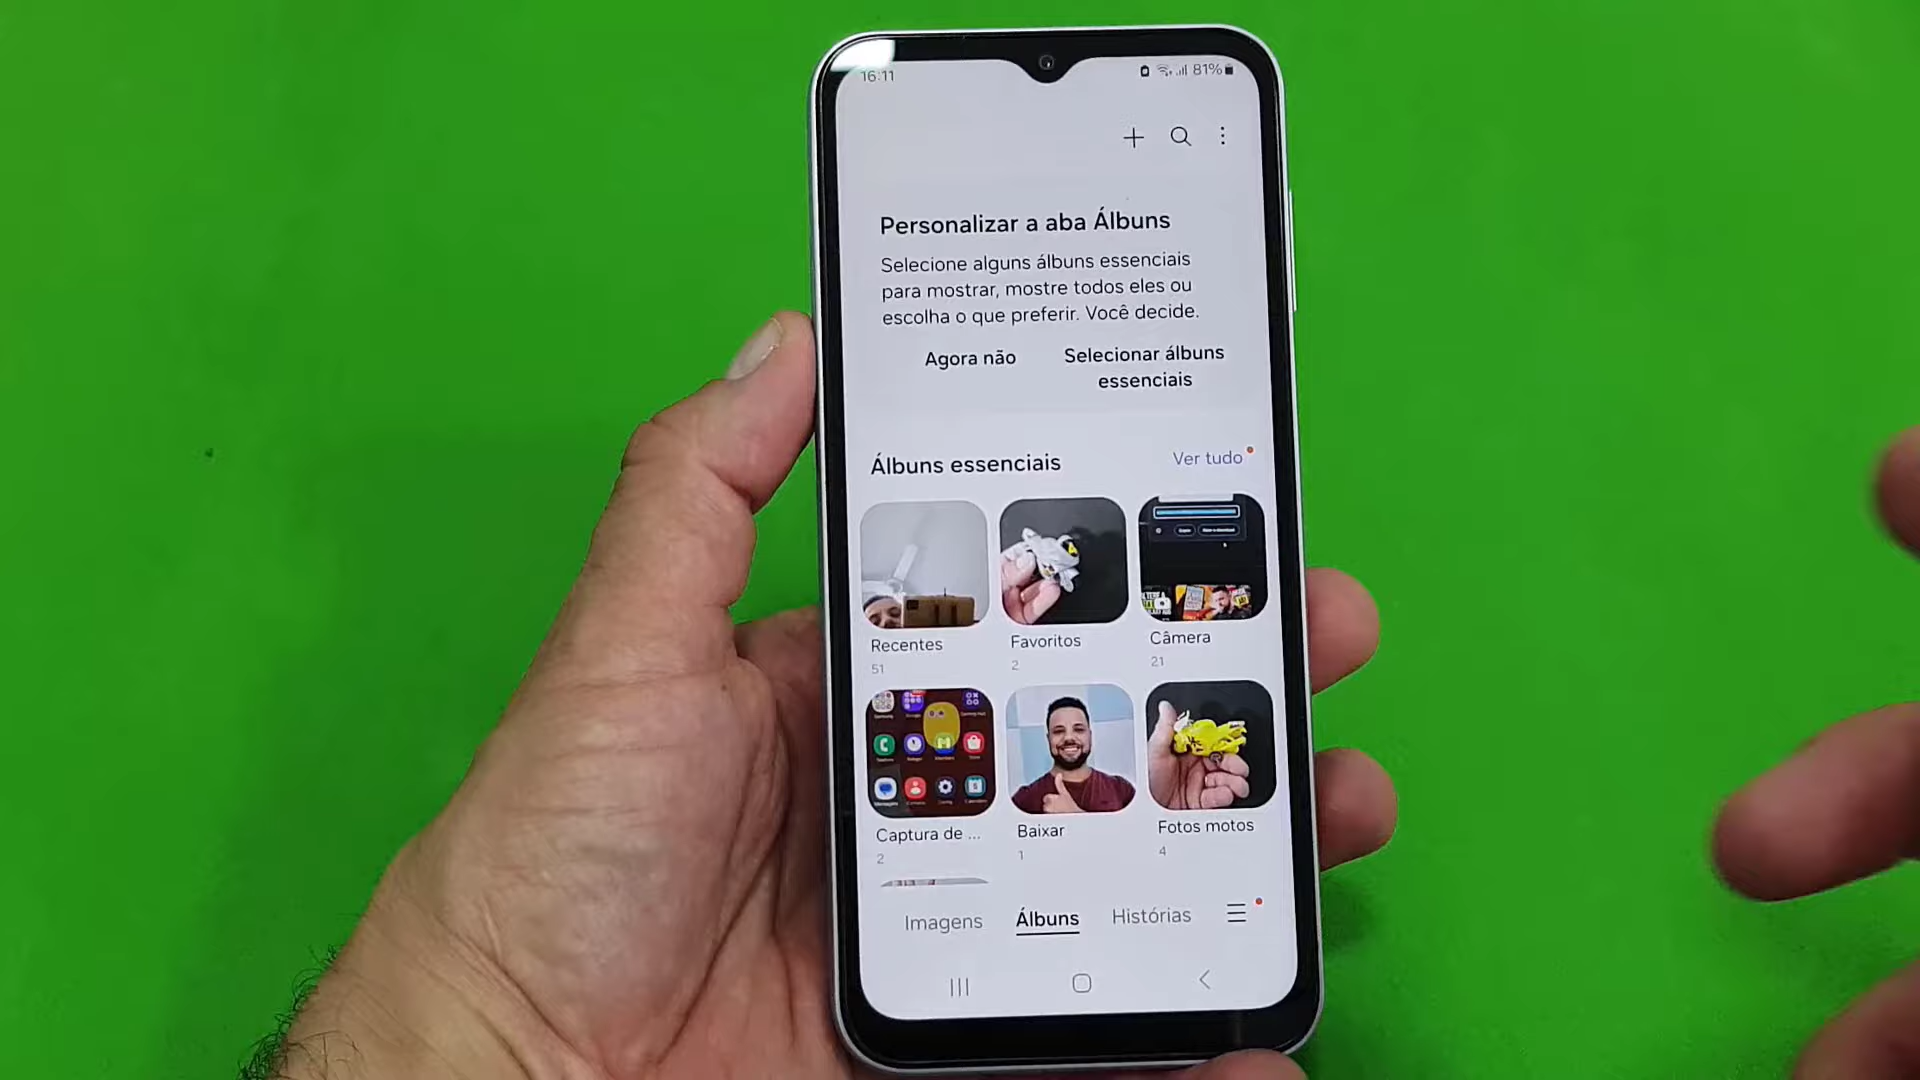 16:11
81%
Personalizar a aba Álbuns
Selecione alguns álbuns essenciais
para mostrar, mostre todos eles ou
escolha o que preferir. Você decide.
Agora não
Selecionar álbuns
essenciais
Álbuns essenciais
Ver tudo
Recentes
Favoritos
Câmera
51
2
21
Captura de ...
Baixar
Fotos motos
2
1
4
Imagens
Álbuns
Histórias